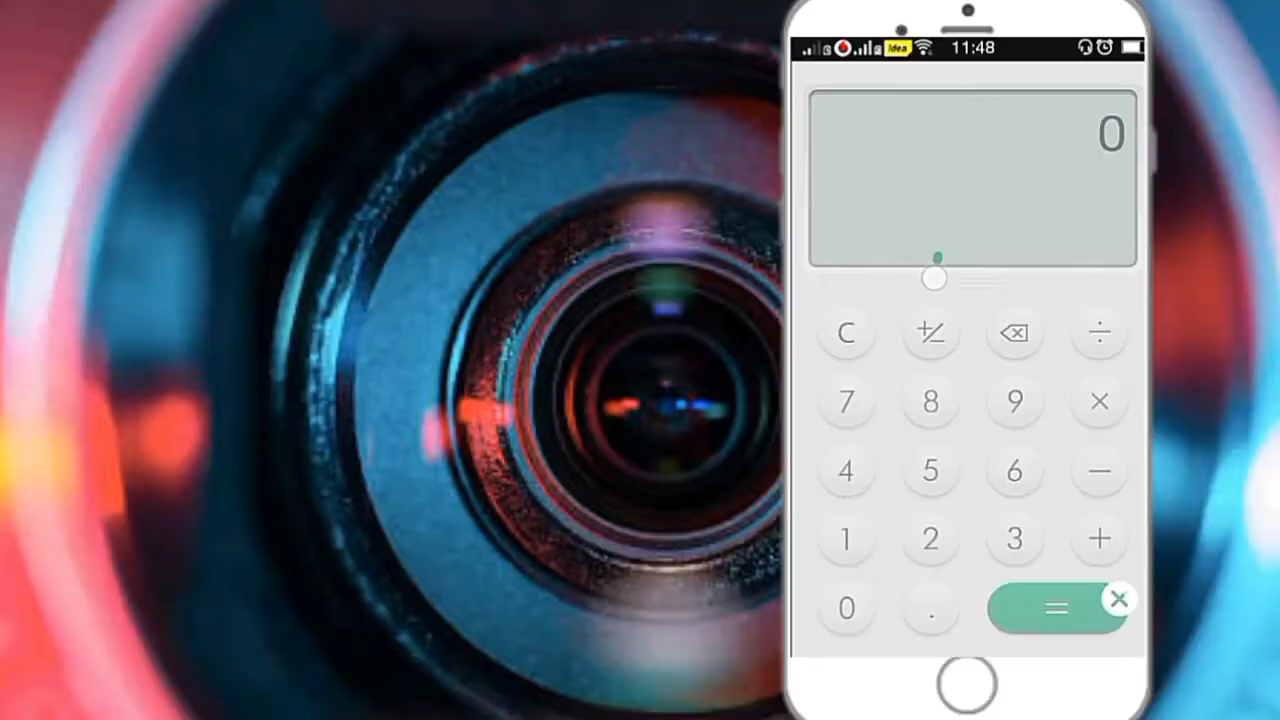 idea 11:48
0
C +⁄− ÷
7 8 9 ×
4 5 6 −
1 2 3 +
0 . =